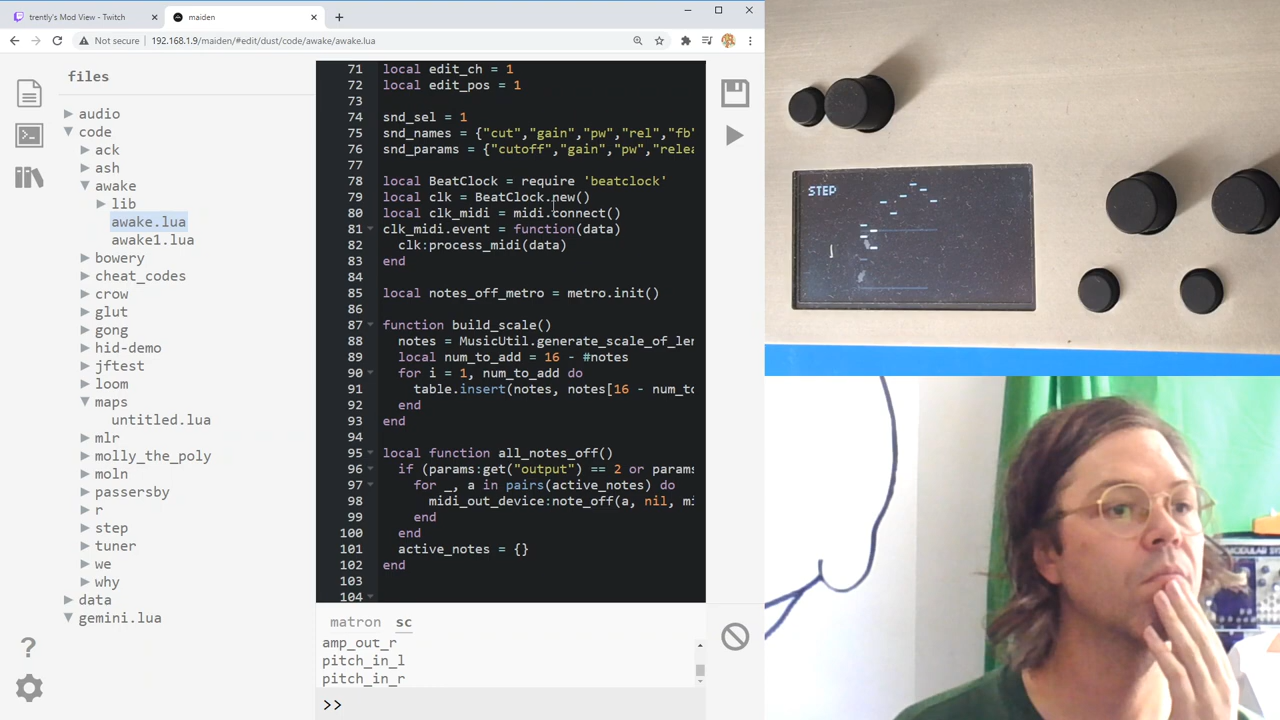 trently's Mod View - Twitch
maiden
Not secure
192.168.1.9/maiden/#edit/dust/code/awake/awake.lua
files
audio
code
ack
ash
awake
lib
awake.lua
awake1.lua
bowery
cheat_codes
crow
glut
gong
hid-demo
jftest
loom
maps
untitled.lua
mlr
molly_the_poly
moln
passersby
r
step
tuner
we
why
data
gemini.lua
71 local edit_ch = 1
72 local edit_pos = 1
73
74 snd_sel = 1
75 snd_names = {"cut","gain","pw","rel","fb"
76 snd_params = {"cutoff","gain","pw","relea
77
78 local BeatClock = require 'beatclock'
79 local clk = BeatClock.new()
80 local clk_midi = midi.connect()
81 clk_midi.event = function(data)
82 clk:process_midi(data)
83 end
84
85 local notes_off_metro = metro.init()
86
87 function build_scale()
88 notes = MusicUtil.generate_scale_of_len
89 local num_to_add = 16 - #notes
90 for i = 1, num_to_add do
91 table.insert(notes, notes[16 - num_to
92 end
93 end
94
95 local function all_notes_off()
96 if (params:get("output") == 2 or params
97 for _, a in pairs(active_notes) do
98 midi_out_device:note_off(a, nil, mi
99 end
100 end
101 active_notes = {}
102 end
103
104
matron sc
amp_out_r
pitch_in_l
pitch_in_r
>>
?
STEP